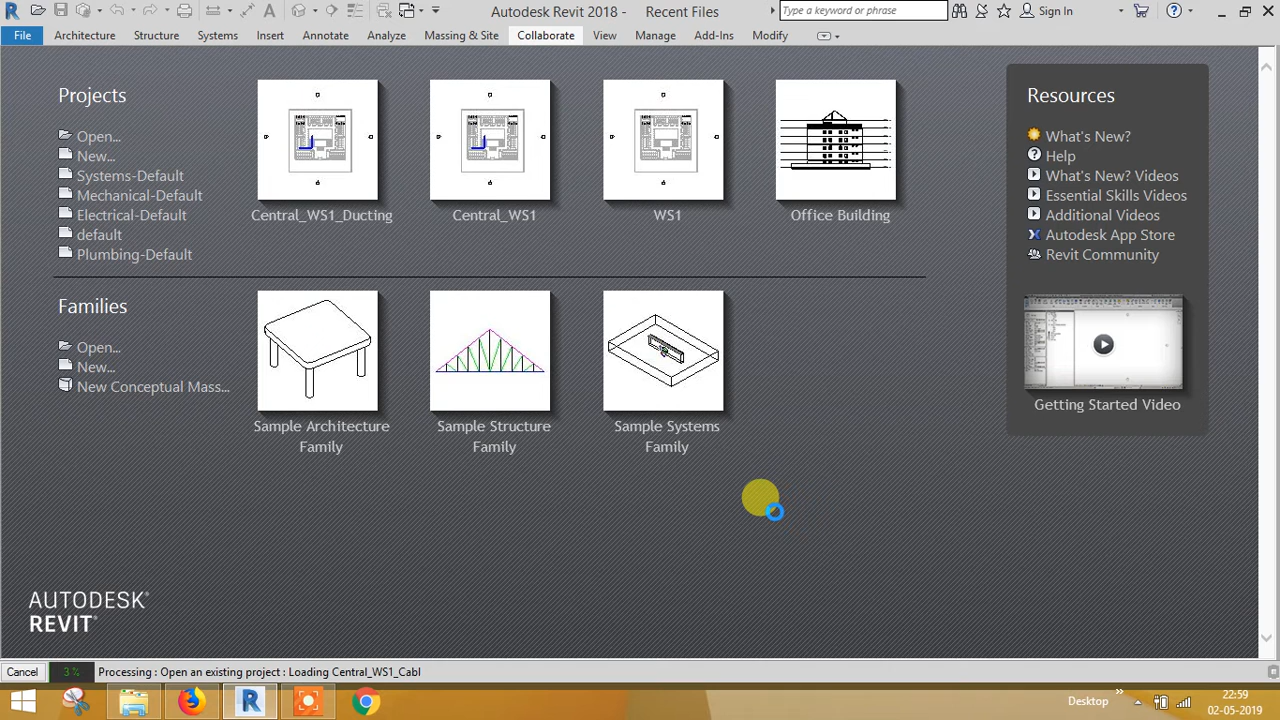 Autodesk Revit 2018 - Recent Files
Type a keyword or phrase
Sign In
File Architecture Structure Systems Insert Annotate Analyze Massing & Site Collaborate View Manage Add-Ins Modify
Projects
Open...
New...
Systems-Default
Mechanical-Default
Electrical-Default
default
Plumbing-Default
Central_WS1_Ducting
Central_WS1
WS1
Office Building
Families
Open...
New...
New Conceptual Mass...
Sample Architecture
Family
Sample Structure
Family
Sample Systems
Family
Resources
What's New?
Help
What's New? Videos
Essential Skills Videos
Additional Videos
Autodesk App Store
Revit Community
Getting Started Video
AUTODESK®
REVIT®
Cancel 3 % Processing : Open an existing project : Loading Central_WS1_Cabl
Desktop
22:59
02-05-2019